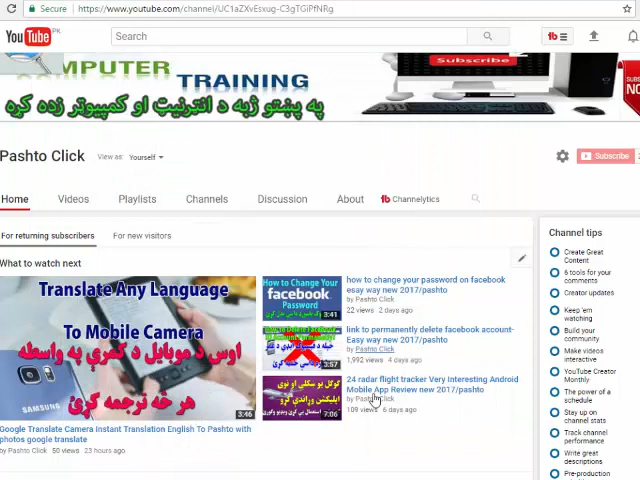 Secure
https://www.youtube.com/channel/UC1aZXvEsxug-C3gTGiPfNRg
YouTube PK
Search
MPUTER TRAINING
په پښتو ژبه د انټرنيټ او کمپيوټر زده کړه
Subscribe
Pashto Click
View as: Yourself
Subscribe
Home
Videos
Playlists
Channels
Discussion
About
Channelytics
For returning subscribers
For new visitors
What to watch next
Translate Any Language
To Mobile Camera
اوس د موبايل د کمرې په واسطه
هر څه ترجمه کړئ
SAMSUNG
3:46
Google Translate Camera Instant Translation English To Pashto with
photos google translate
by Pashto Click 50 views 23 hours ago
How to Change Your
facebook
Password
3:41
how to change your password on facebook
esay way new 2017/pashto
by Pashto Click
22 views 2 days ago
3:57
link to permanently delete facebook account-
Easy way new 2017/pashto
by Pashto Click
1,992 views 4 days ago
7:06
24 radar flight tracker Very Interesting Android
Mobile App Review new 2017/pashto
by Pashto Click
109 views 6 days ago
Channel tips
Create Great
Content
6 tools for your
comments
Creator updates
Keep 'em
watching
Build your
community
Make videos
interactive
YouTube Creator
Monthly
The power of a
schedule
Stay up on
channel stats
Track channel
performance
Write great
descriptions
Pre-production